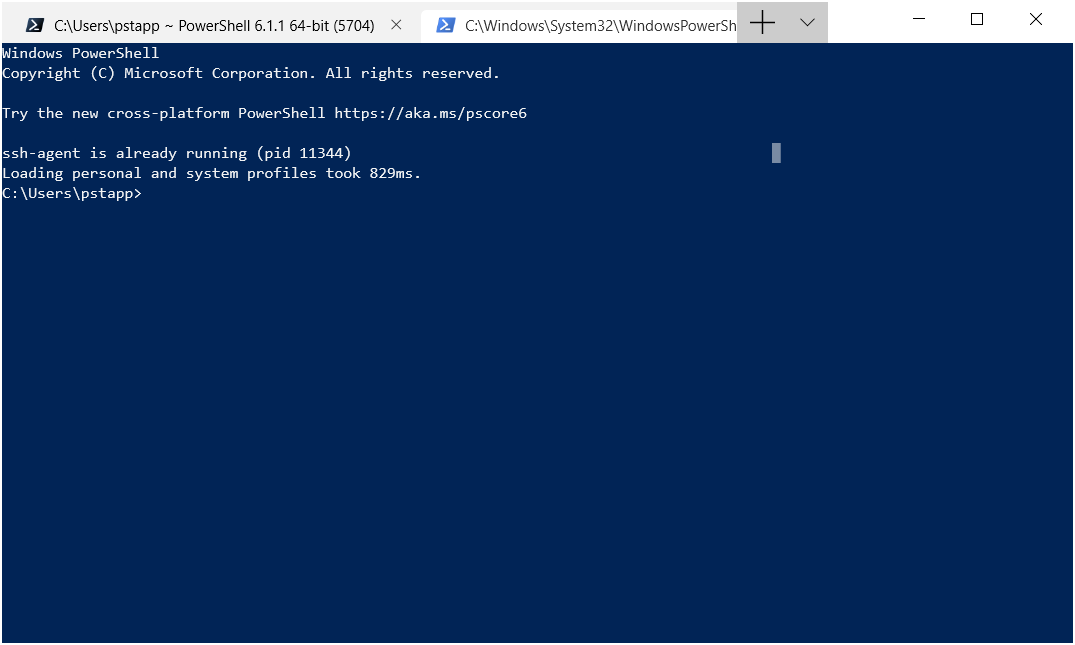 C:\Users\pstapp ~ PowerShell 6.1.1 64-bit (5704)
C:\Windows\System32\WindowsPowerSh
Windows PowerShell
Copyright (C) Microsoft Corporation. All rights reserved.
Try the new cross-platform PowerShell https://aka.ms/pscore6
ssh-agent is already running (pid 11344)
Loading personal and system profiles took 829ms.
C:\Users\pstapp>